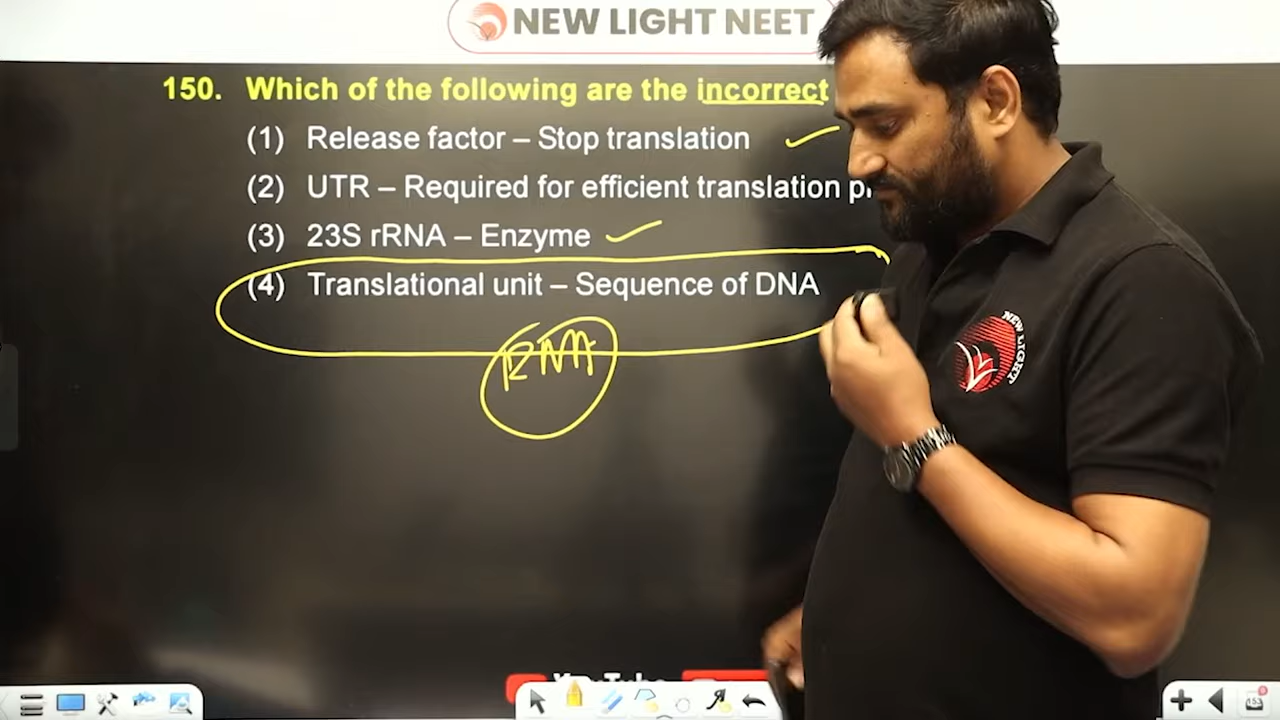 NEW LIGHT NEET
150. Which of the following are the incorrect
(1) Release factor – Stop translation
(2) UTR – Required for efficient translation
(3) 23S rRNA – Enzyme
(4) Translational unit – Sequence of DNA
RNA
NEW LIGHT
YouTube